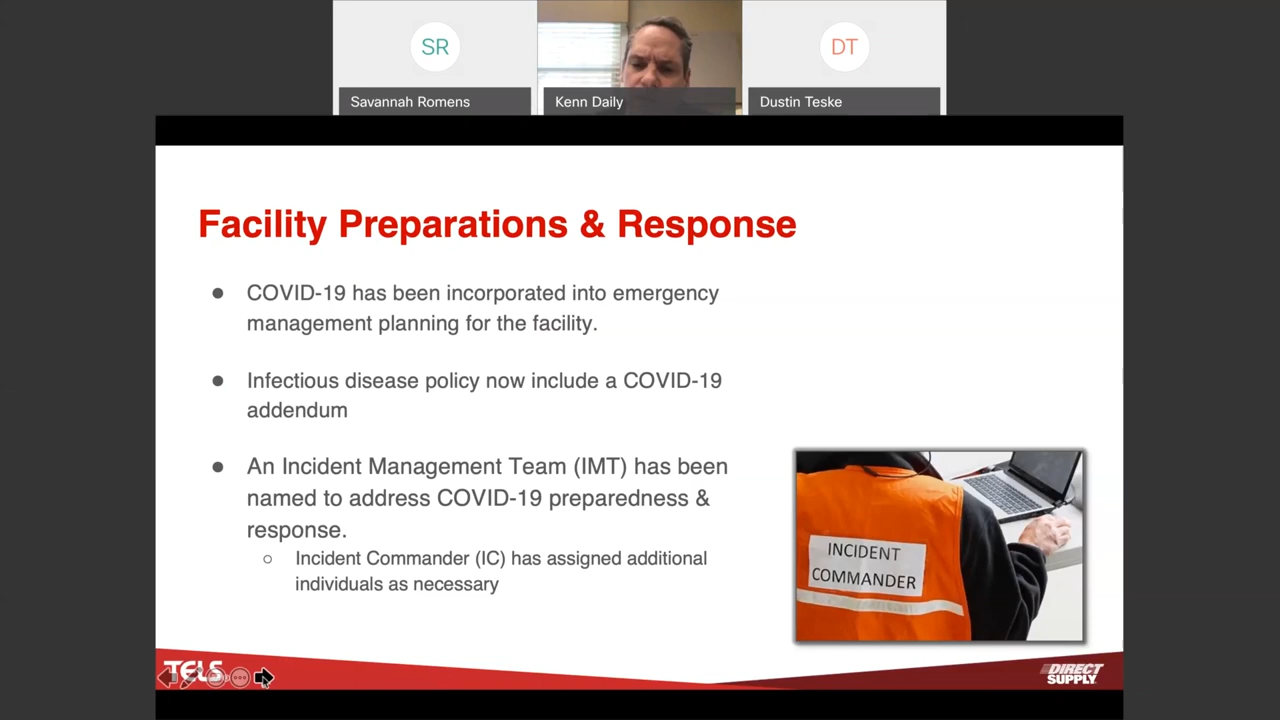 SR
DT
Savannah Romens
Kenn Daily
Dustin Teske
Facility Preparations & Response
● COVID-19 has been incorporated into emergency
management planning for the facility.
● Infectious disease policy now include a COVID-19
addendum
● An Incident Management Team (IMT) has been
named to address COVID-19 preparedness &
response.
○ Incident Commander (IC) has assigned additional
individuals as necessary
INCIDENT
COMMANDER
TELS
DIRECT
SUPPLY